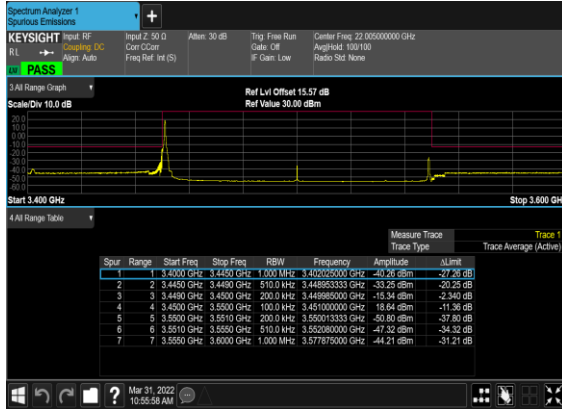 Spectrum Analyzer 1
Spurious Emissions
KEYSIGHT Input: RF Input Z: 50 Ω Atten: 30 dB Trig: Free Run Center Freq: 22.005000000 GHz
RL Coupling: DC Corr CCorr Gate: Off Avg|Hold: 100/100
Align: Auto Freq Ref: Int (S) IF Gain: Low Radio Std: None
PASS
3 All Range Graph
Ref Lvl Offset 15.57 dB
Scale/Div 10.0 dB Ref Value 30.00 dBm
20.0
10.0
0.00
-10.0
-20.0
-30.0
-40.0
-50.0
-60.0
Start 3.400 GHz Stop 3.600 GHz
4 All Range Table
Measure Trace Trace 1
Trace Type Trace Average (Active)
Spur Range Start Freq Stop Freq RBW Frequency Amplitude ΔLimit
1 1 3.4000 GHz 3.4450 GHz 1.000 MHz 3.402025000 GHz -40.26 dBm -27.26 dB
2 2 3.4450 GHz 3.4490 GHz 510.0 kHz 3.448953333 GHz -33.25 dBm -20.25 dB
3 3 3.4490 GHz 3.4500 GHz 200.0 kHz 3.449985000 GHz -15.34 dBm -2.340 dB
4 4 3.4500 GHz 3.5500 GHz 100.0 kHz 3.451000000 GHz 18.64 dBm -11.36 dB
5 5 3.5500 GHz 3.5510 GHz 200.0 kHz 3.550013333 GHz -50.80 dBm -37.80 dB
6 6 3.5510 GHz 3.5550 GHz 510.0 kHz 3.552080000 GHz -47.32 dBm -34.32 dB
7 7 3.5550 GHz 3.6000 GHz 1.000 MHz 3.577875000 GHz -44.21 dBm -31.21 dB
Mar 31, 2022
10:55:58 AM